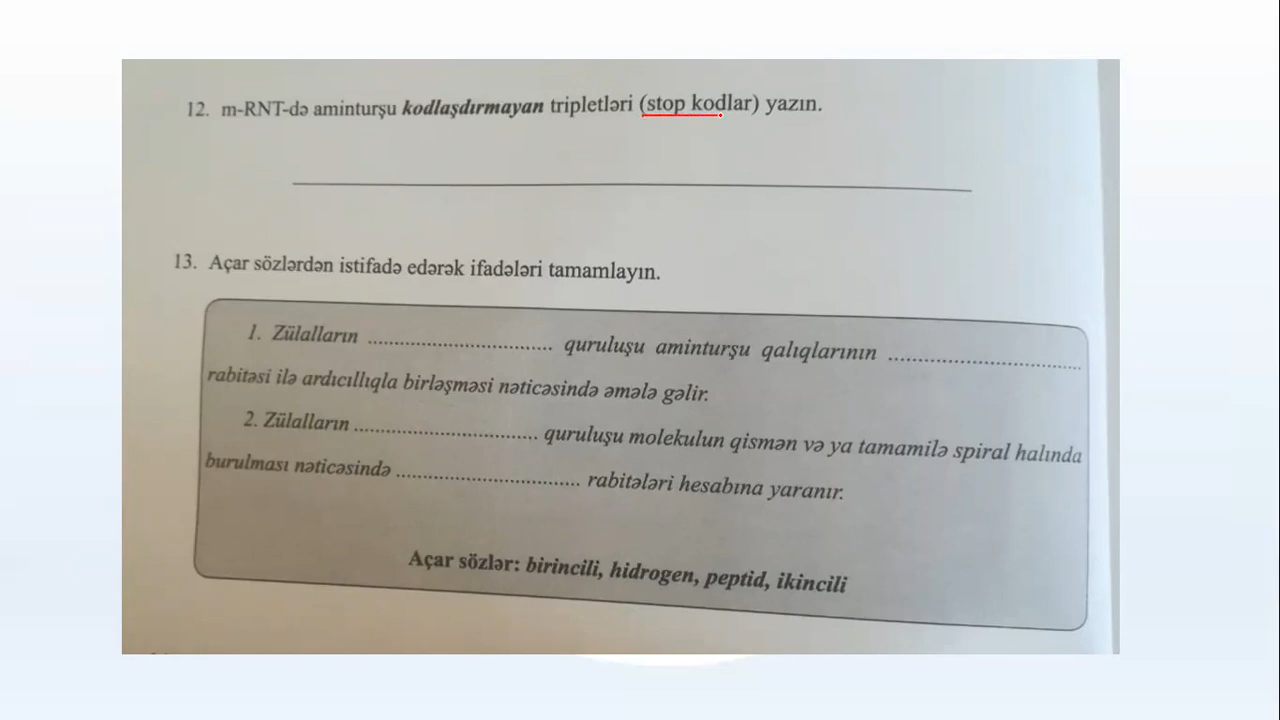 12. m-RNT-də aminturşu kodlaşdırmayan tripletləri (stop kodlar) yazın.
13. Açar sözlərdən istifadə edərək ifadələri tamamlayın.
1. Zülalların ................................ quruluşu aminturşu qalıqlarının ................................
rabitəsi ilə ardıcıllıqla birləşməsi nəticəsində əmələ gəlir.
2. Zülalların ................................ quruluşu molekulun qismən və ya tamamilə spiral halında
burulması nəticəsində ................................ rabitələri hesabına yaranır.
Açar sözlər: birincili, hidrogen, peptid, ikincili